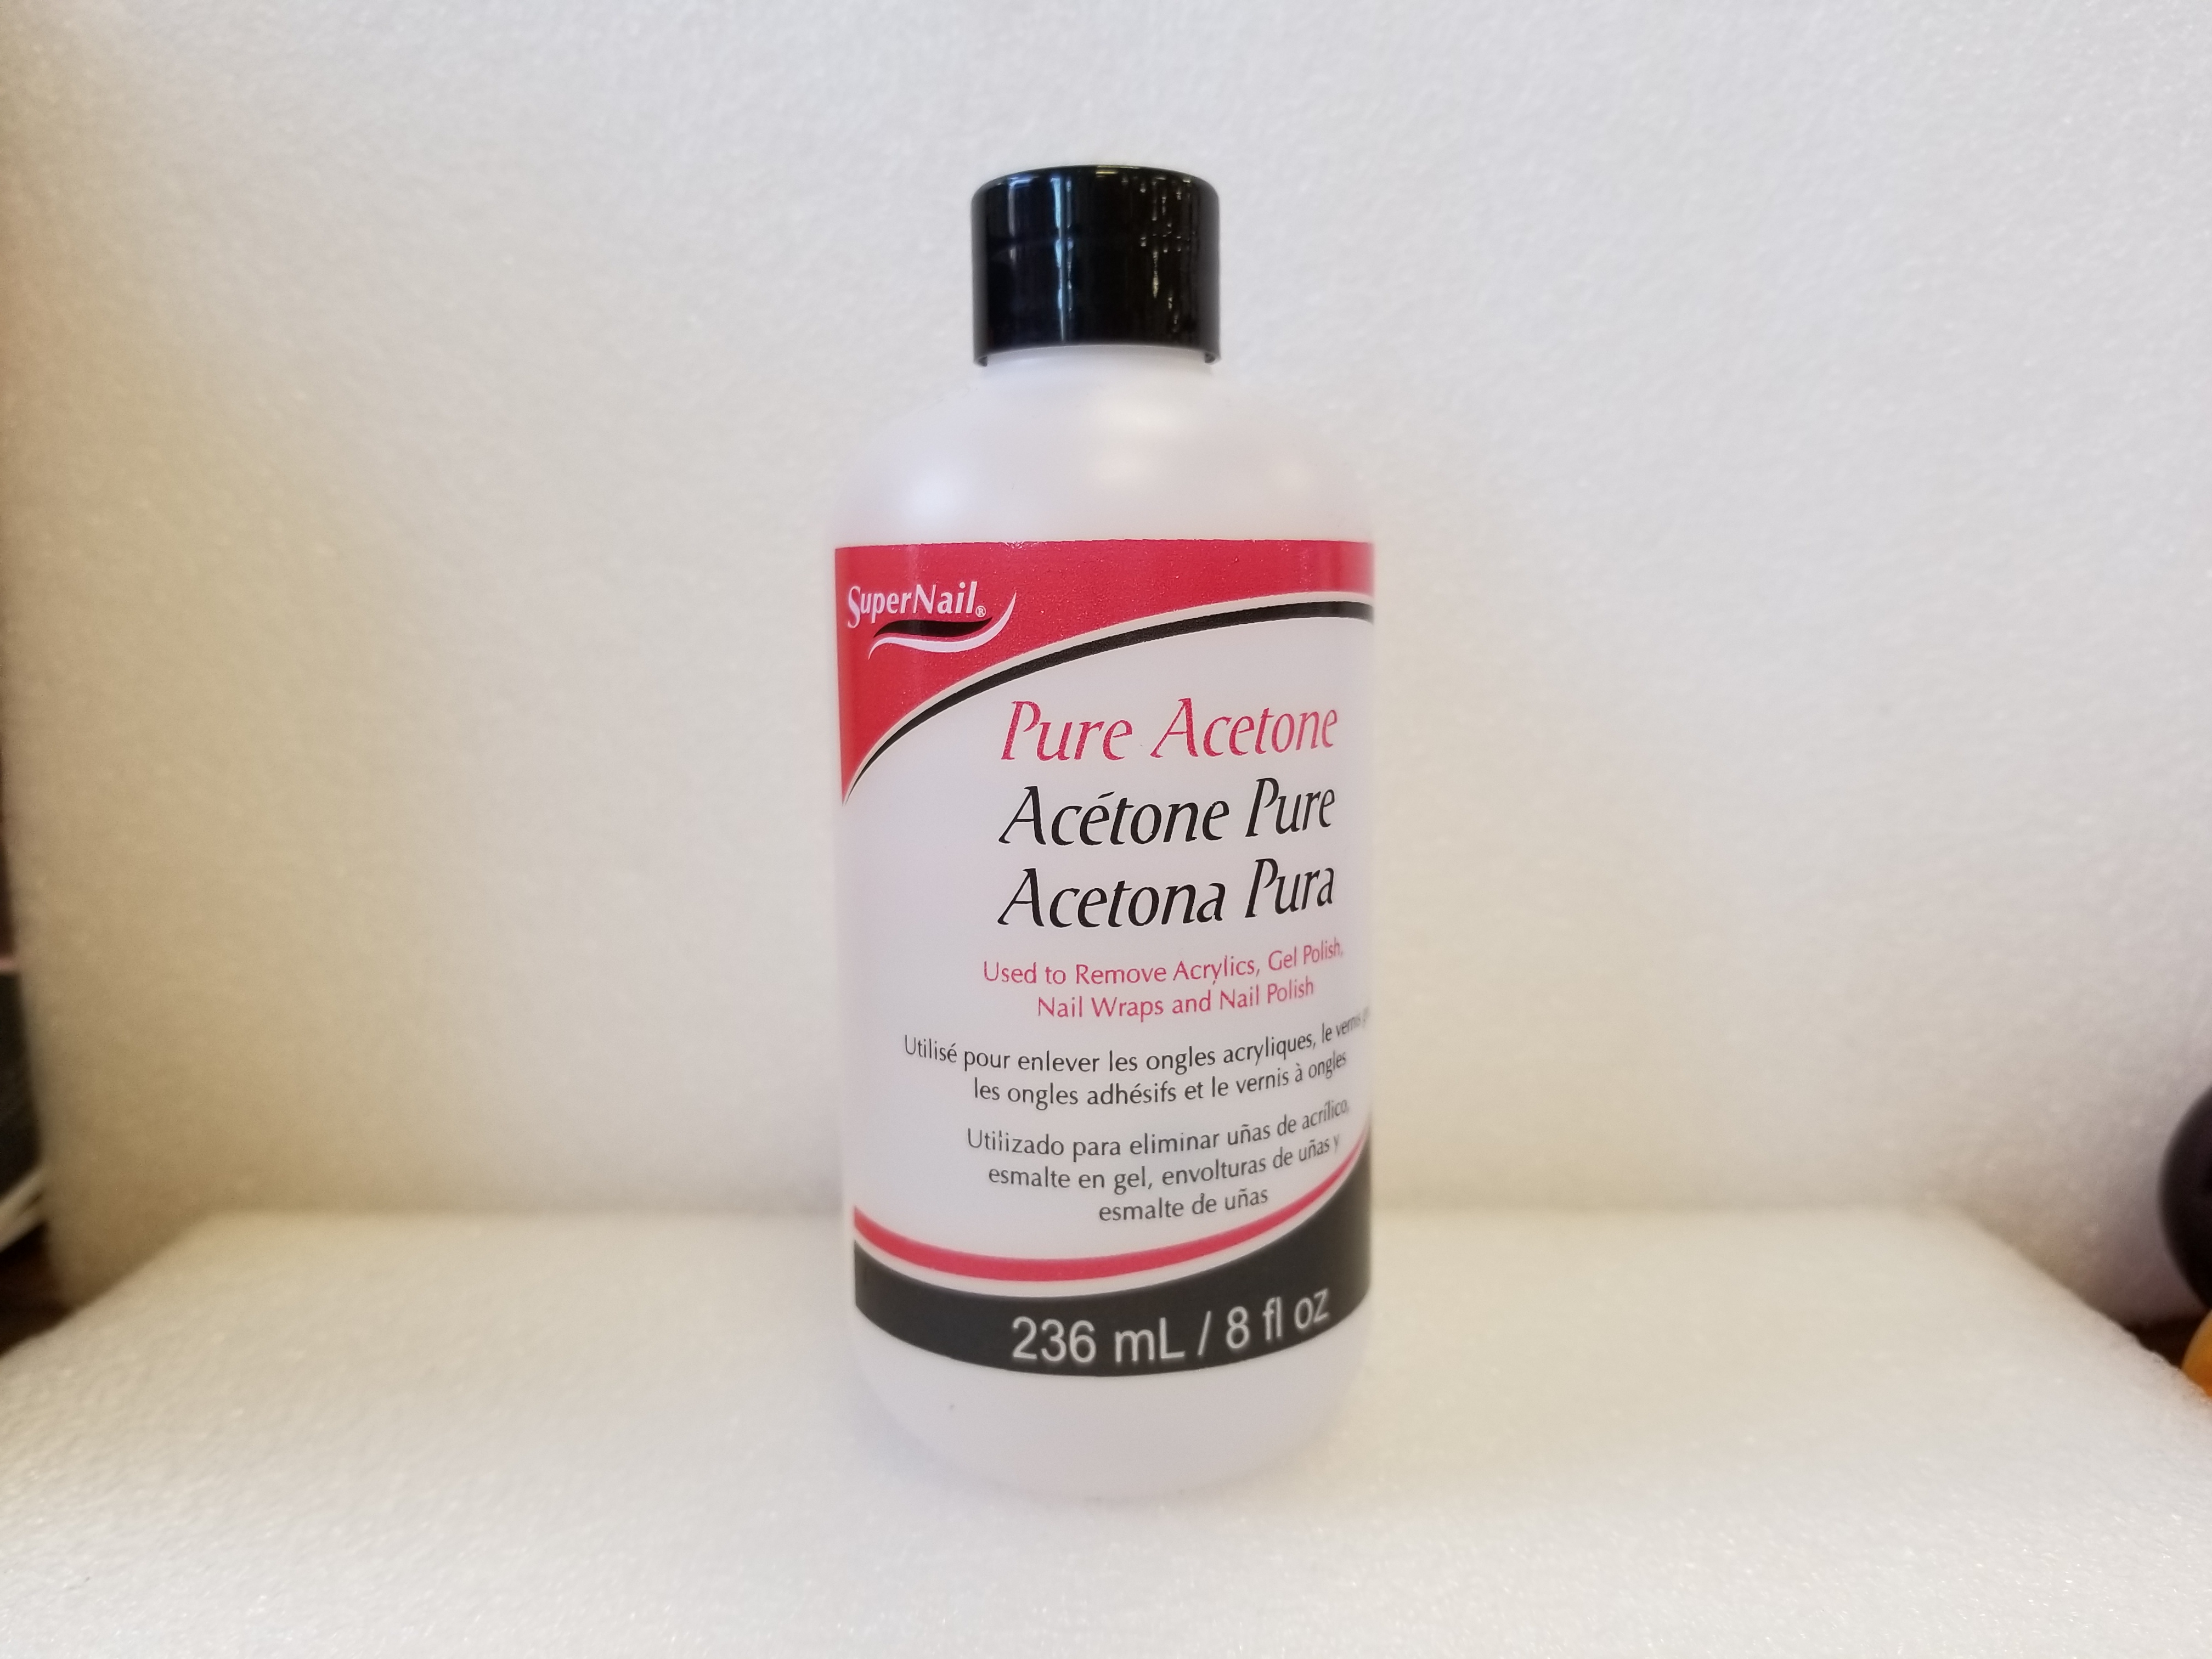 SuperNail®
Pure Acetone
Acétone Pure
Acetona Pura
Used to Remove Acrylics, Gel Polish,
Nail Wraps and Nail Polish
Utilisé pour enlever les ongles acryliques, le vernis
les ongles adhésifs et le vernis à ongles
Utilizado para eliminar uñas de acrílico,
esmalte en gel, envolturas de uñas y
esmalte de uñas
236 mL / 8 fl oz